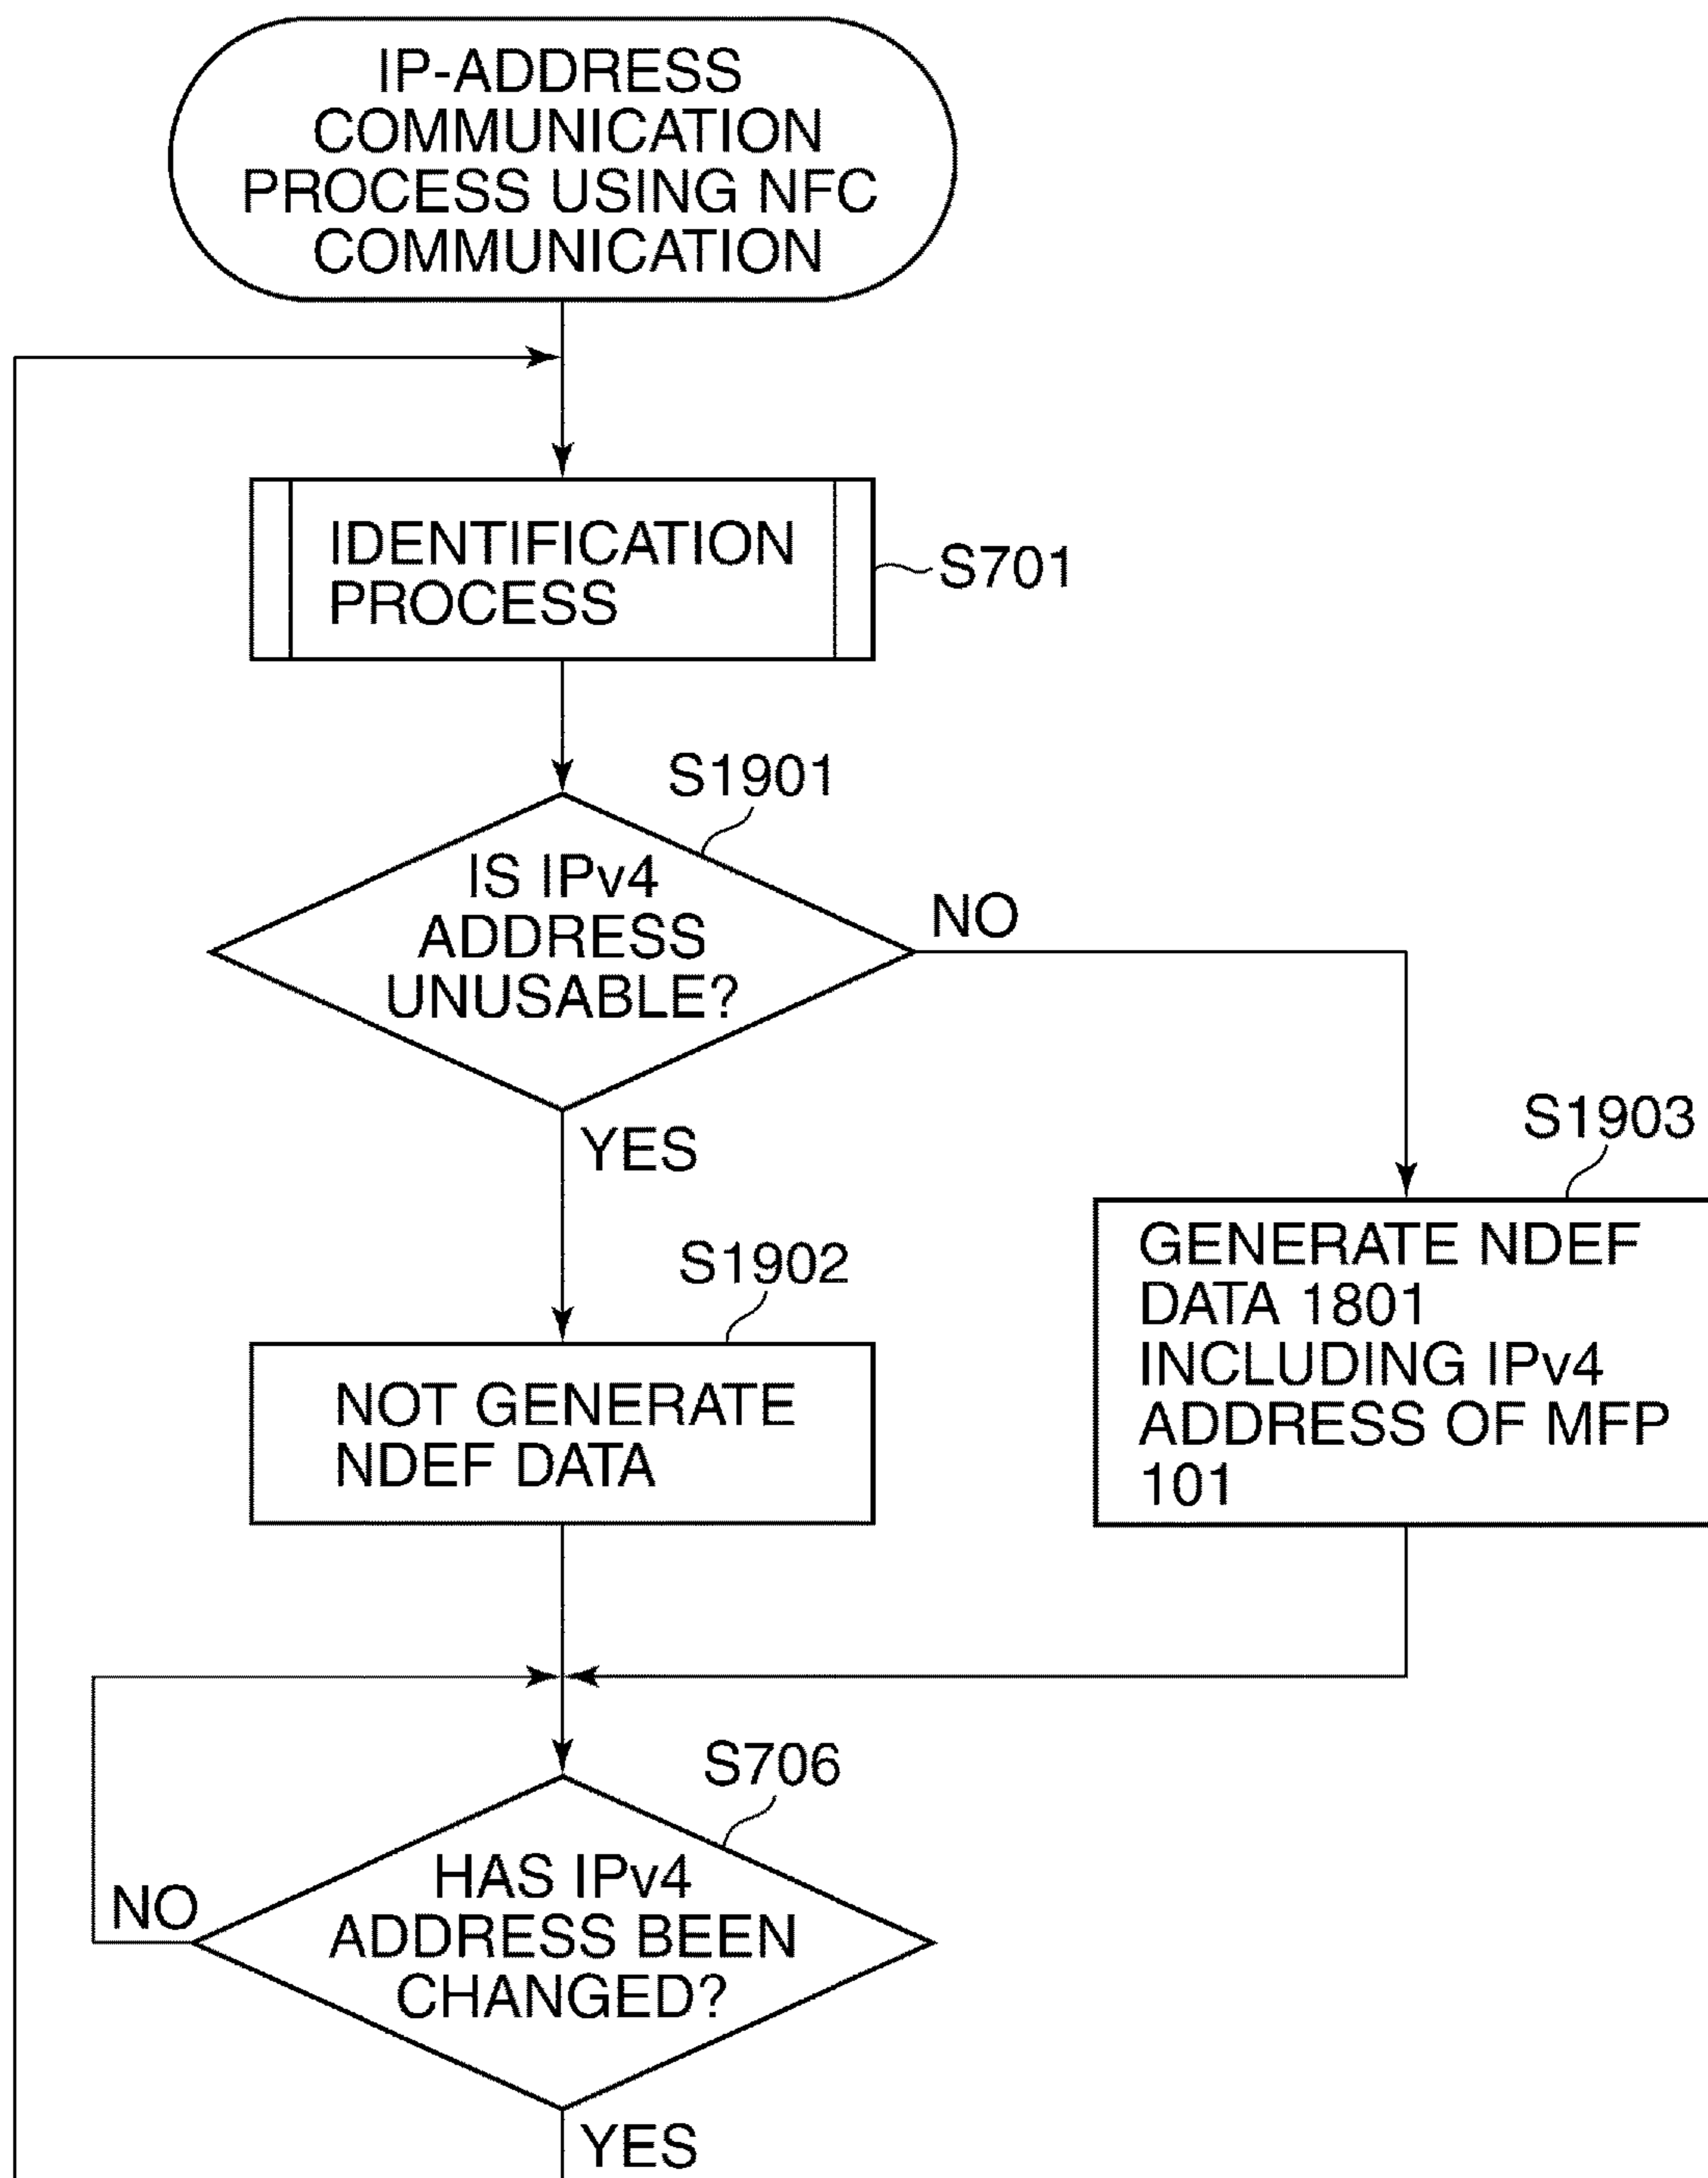 IP-ADDRESS
COMMUNICATION
PROCESS USING NFC
COMMUNICATION
IDENTIFICATION
PROCESS
S701
S1901
IS IPv4
ADDRESS
UNUSABLE?
NO
YES
S1903
GENERATE NDEF
DATA 1801
INCLUDING IPv4
ADDRESS OF MFP
101
S1902
NOT GENERATE
NDEF DATA
S706
HAS IPv4
ADDRESS BEEN
CHANGED?
NO
YES